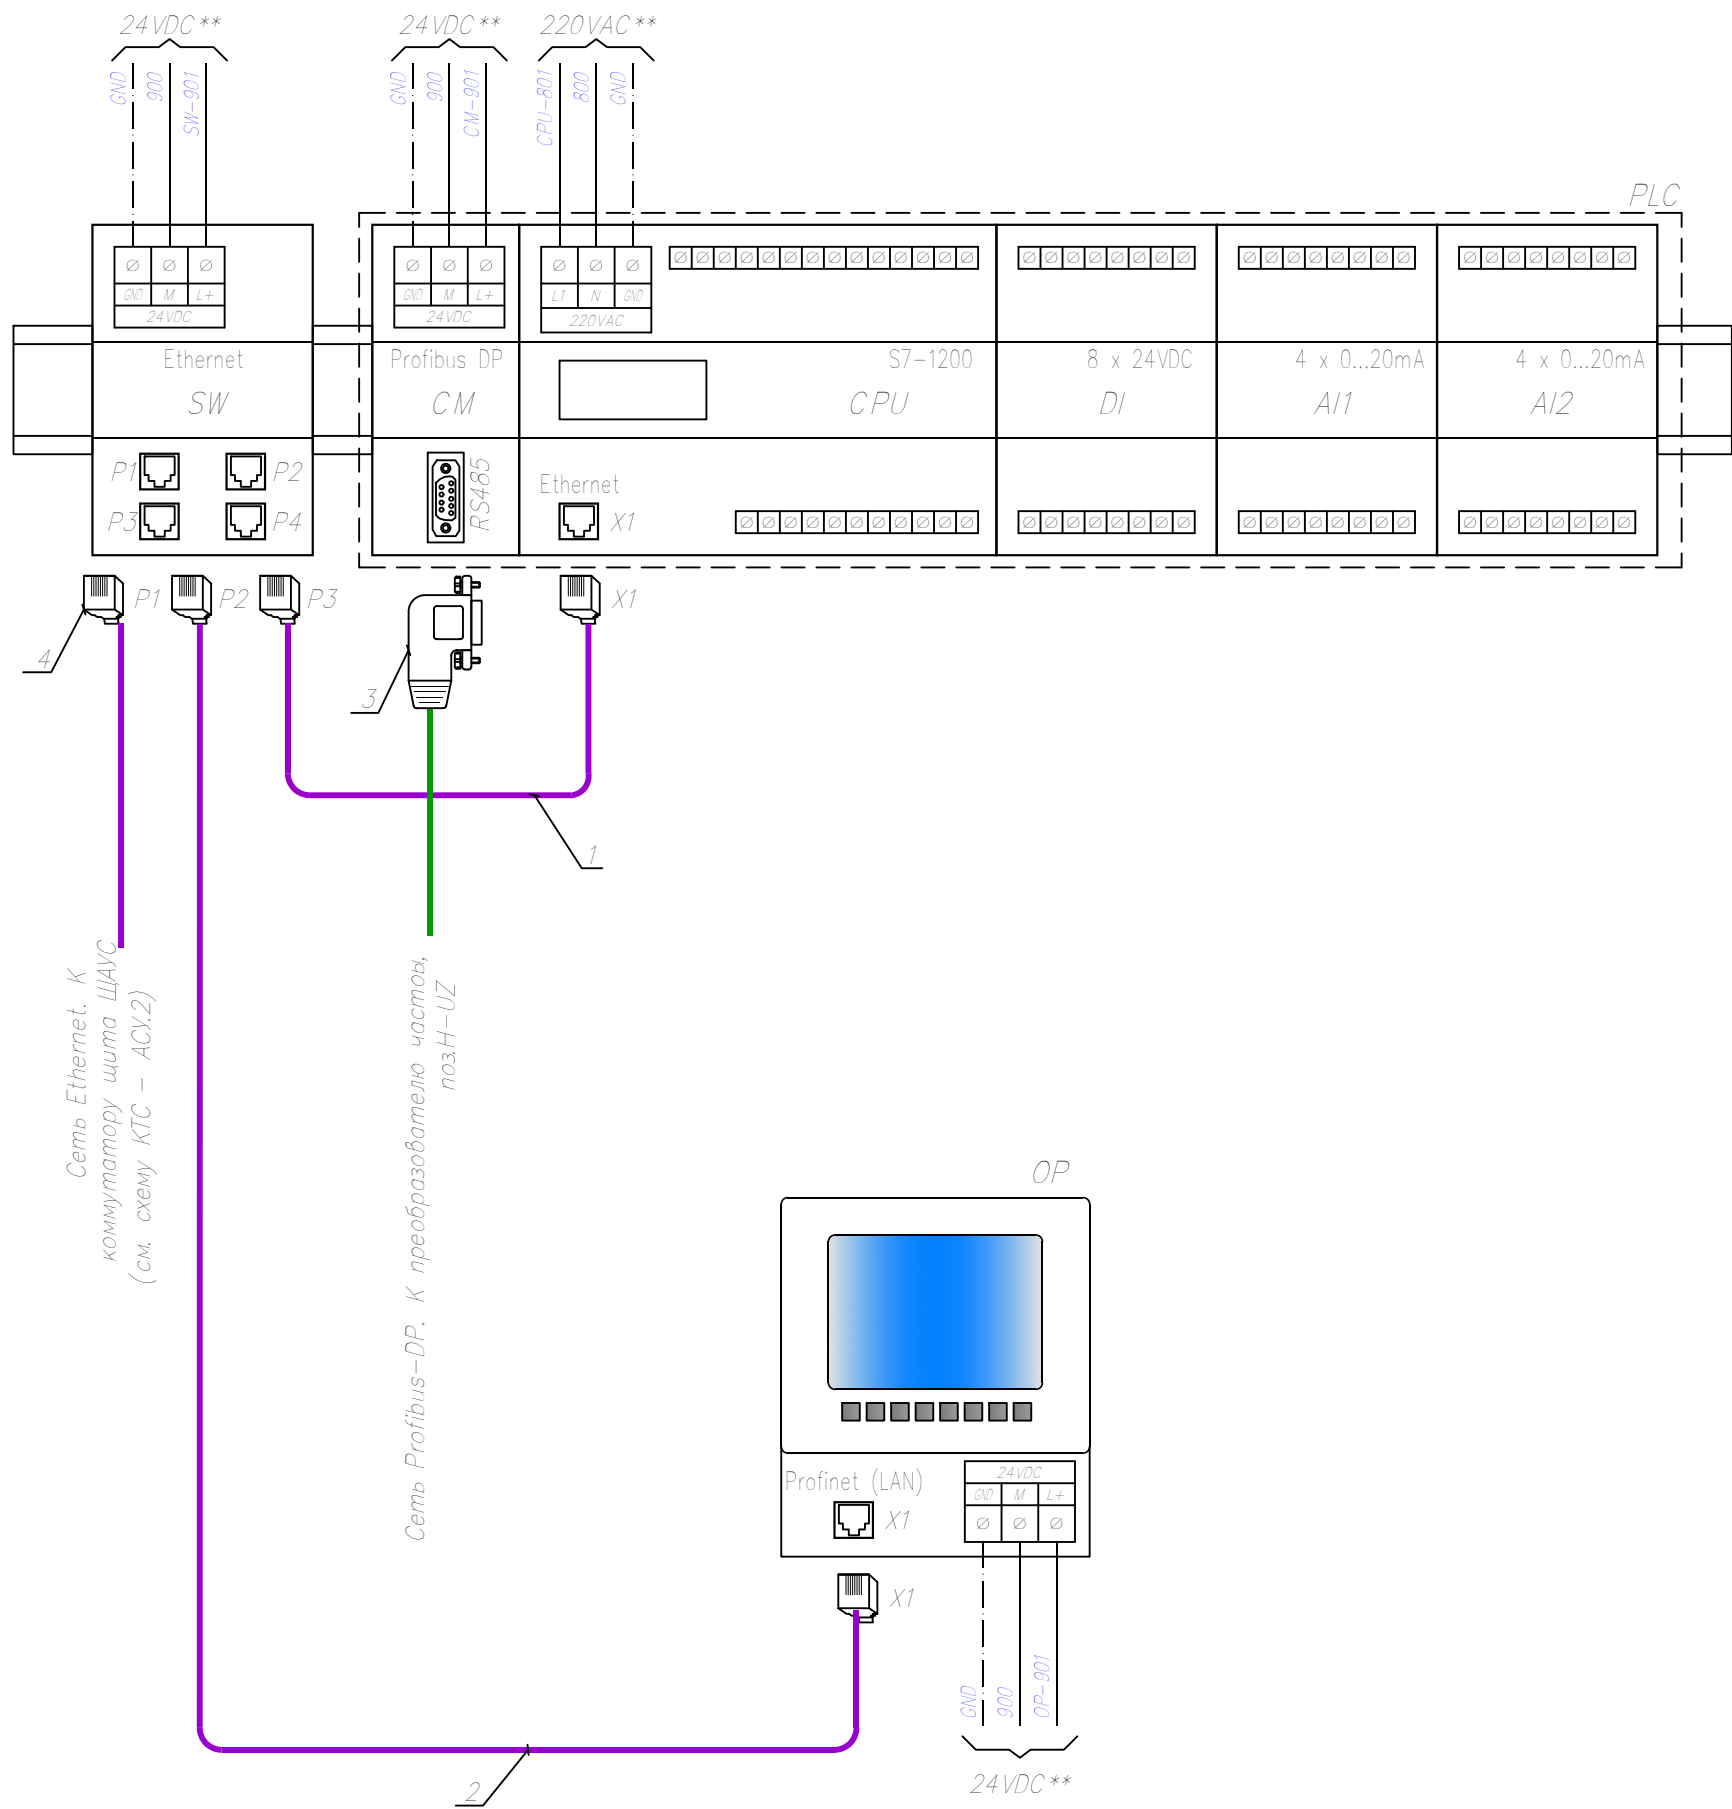 24VDC**
24VDC**
220VAC**
GND
900
SW-901
GND
900
CM-901
CPU-801
800
GND
PLC
GND M L+
24VDC
GND M L+
24VDC
L1 N GND
220VAC
Ethernet
SW
Profibus DP
CM
S7-1200
CPU
8 x 24VDC
DI
4 x 0...20mA
AI1
4 x 0...20mA
AI2
P1
P2
P3
P4
RS485
Ethernet
X1
P1
P2
P3
X1
4
3
1
Сеть Ethernet. К
коммутатору щита ЩАУС
(см. схему КТС - АСУ.2)
Сеть Profibus-DP. К преобразователю частоы,
поз.Н-UZ
OP
Profinet (LAN)
X1
24VDC
GND M L+
X1
GND
900
OP-901
24VDC**
2